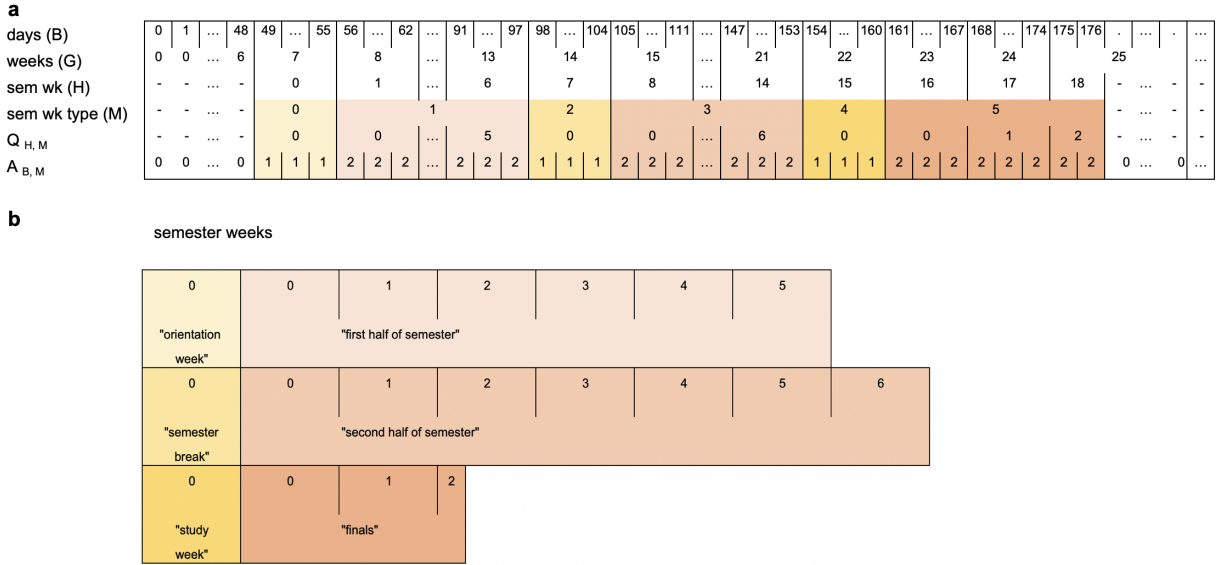 a
days (B) 0 1 ... 48 49 ... 55 56 ... 62 ... 91 ... 97 98 ... 104 105 ... 111 ... 147 ... 153 154 ... 160 161 ... 167 168 ... 174 175 176 . ... . ...
weeks (G) 0 0 ... 6 7 8 ... 13 14 15 ... 21 22 23 24 25 ...
sem wk (H) - - ... - 0 1 ... 6 7 8 ... 14 15 16 17 18 - ... - -
sem wk type (M) - - ... - 0 1 2 3 4 5 - ... - -
Q H, M - - ... - 0 0 ... 5 0 0 ... 6 0 0 1 2 - ... - -
A B, M 0 0 ... 0 1 1 1 2 2 2 ... 2 2 2 1 1 1 2 2 2 ... 2 2 2 1 1 1 2 2 2 2 2 2 2 2 0 ... 0 ...
b
semester weeks
0 0 1 2 3 4 5
"orientation week" "first half of semester"
0 0 1 2 3 4 5 6
"semester break" "second half of semester"
0 0 1 2
"study week" "finals"